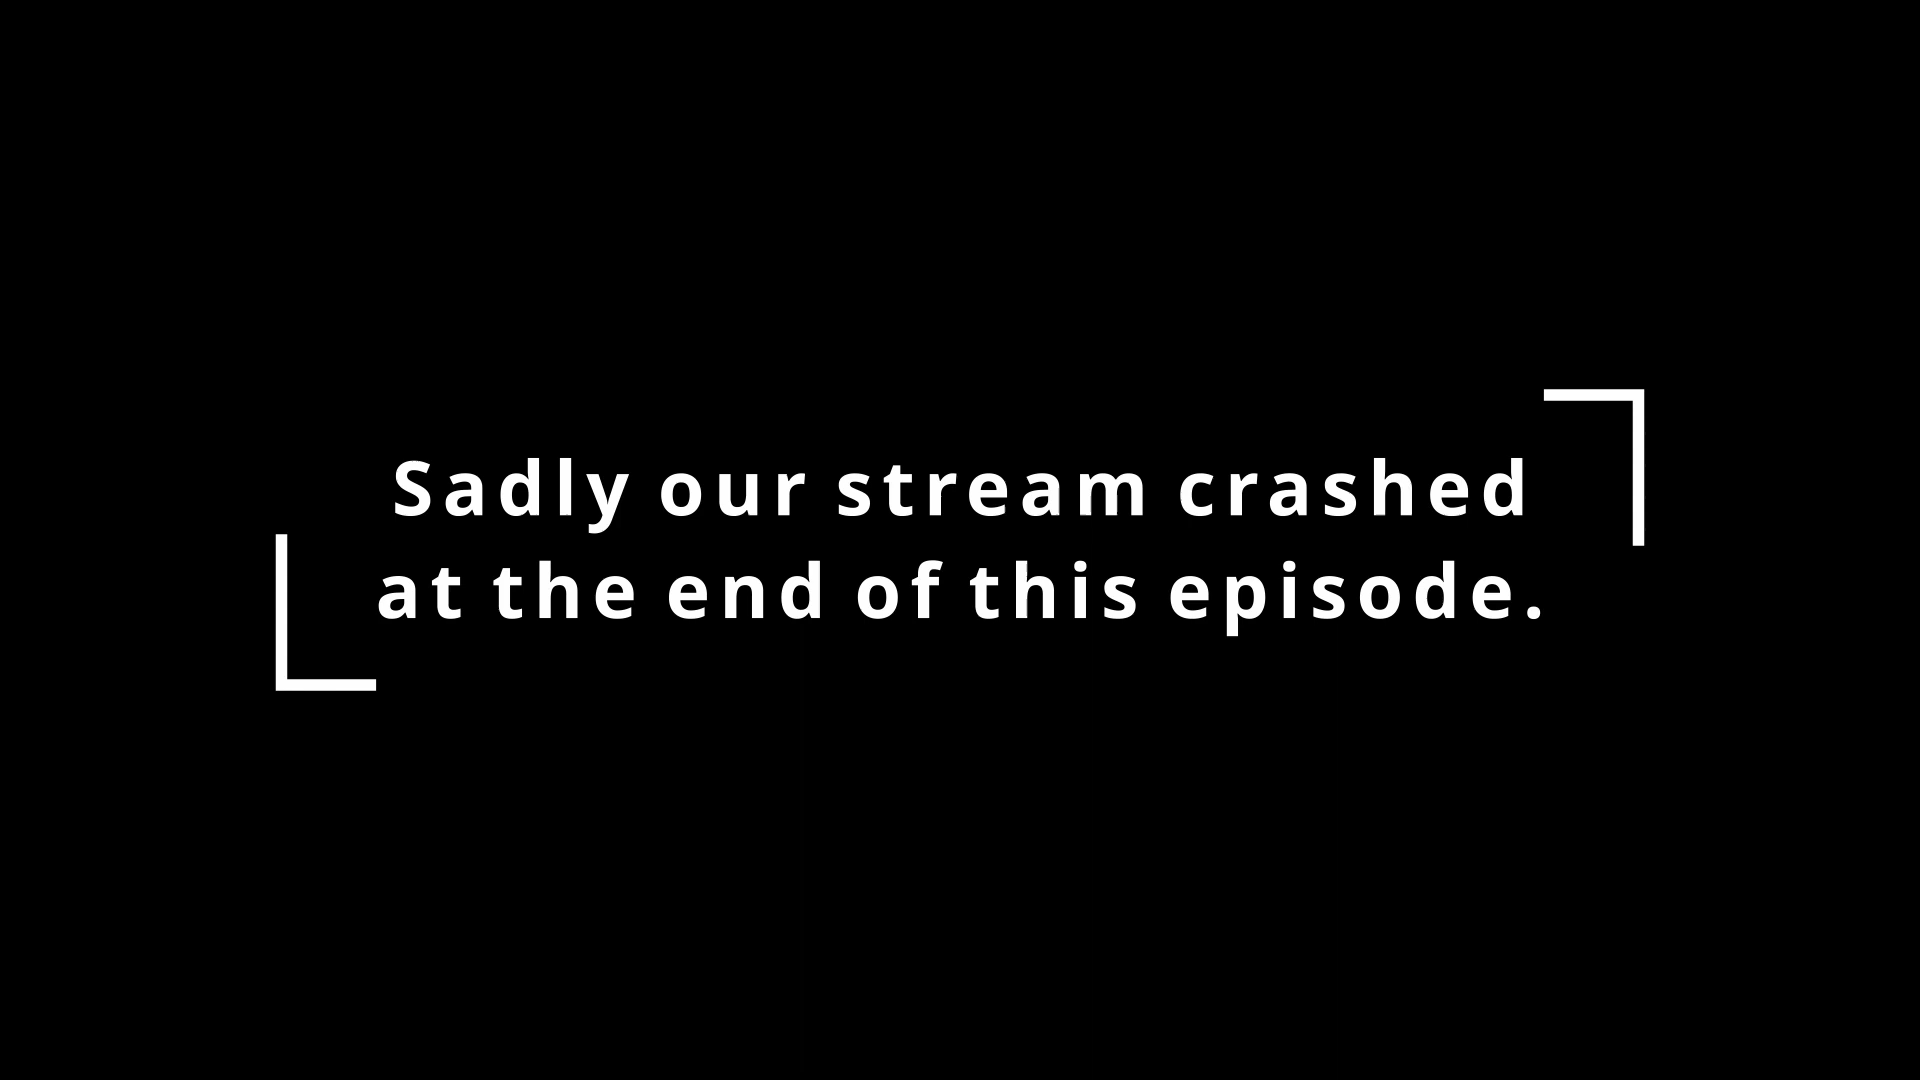 Sadly our stream crashed
at the end of this episode.